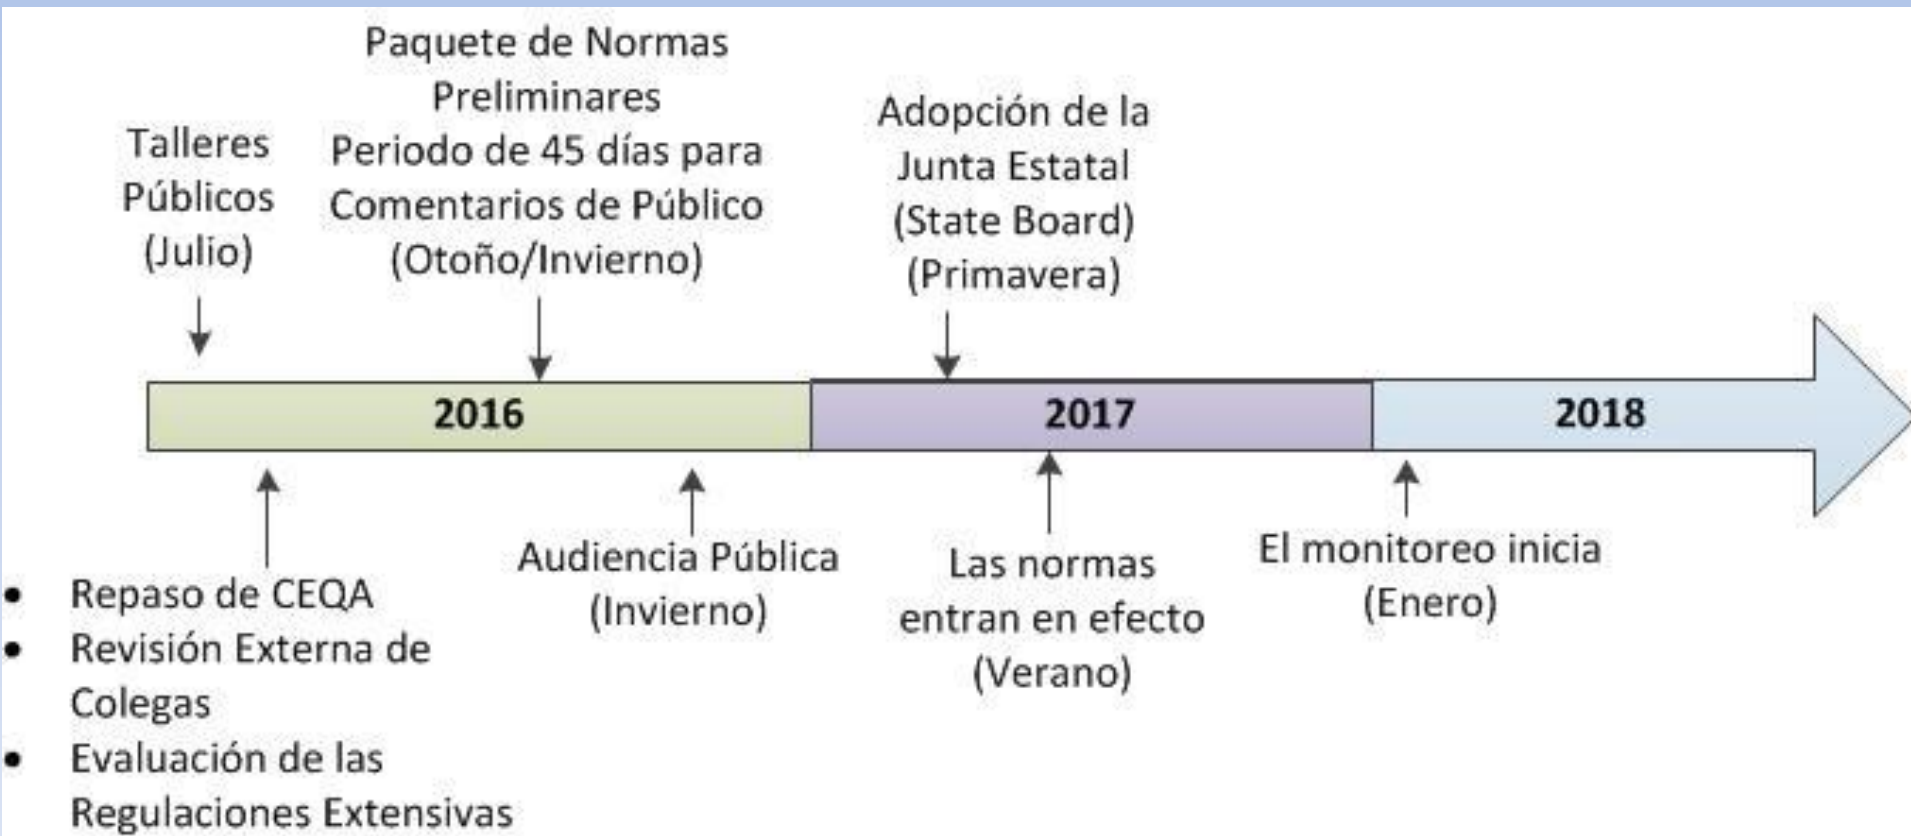 Talleres
Públicos
(Julio)
Paquete de Normas
Preliminares
Periodo de 45 días para
Comentarios de Público
(Otoño/Invierno)
Adopción de la
Junta Estatal
(State Board)
(Primavera)
2016
2017
2018
• Repaso de CEQA
• Revisión Externa de
Colegas
• Evaluación de las
Regulaciones Extensivas
Audiencia Pública
(Invierno)
Las normas
entran en efecto
(Verano)
El monitoreo inicia
(Enero)